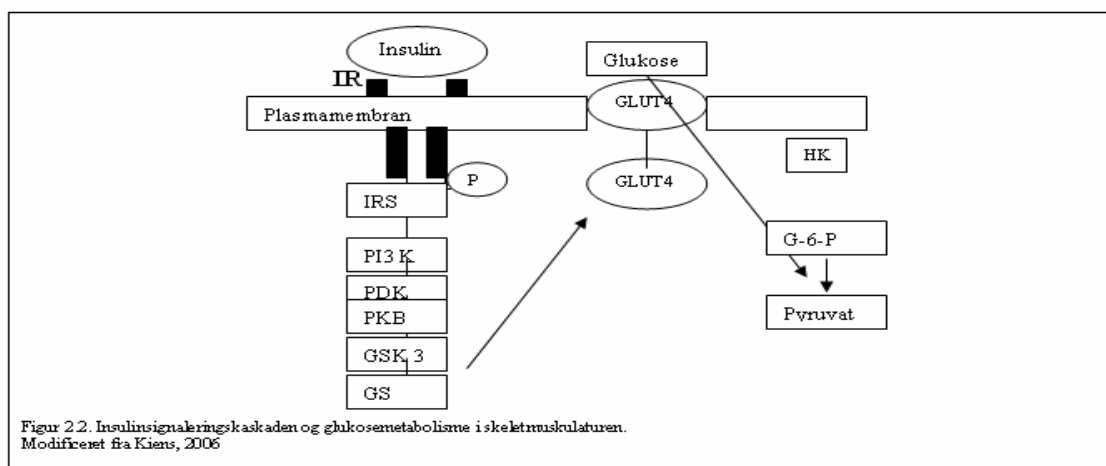 Insulin
IR
Glukose
Plasmamembran
GLUT4
HK
P
GLUT4
IRS
G-6-P
PI3 K
PDK
Pyruvat
PKB
GSK 3
GS
Figur 2.2. Insulinsignaleringskaskaden og glukosemetabolisme i skeletmuskulaturen.
Modificeret fra Kiens, 2006